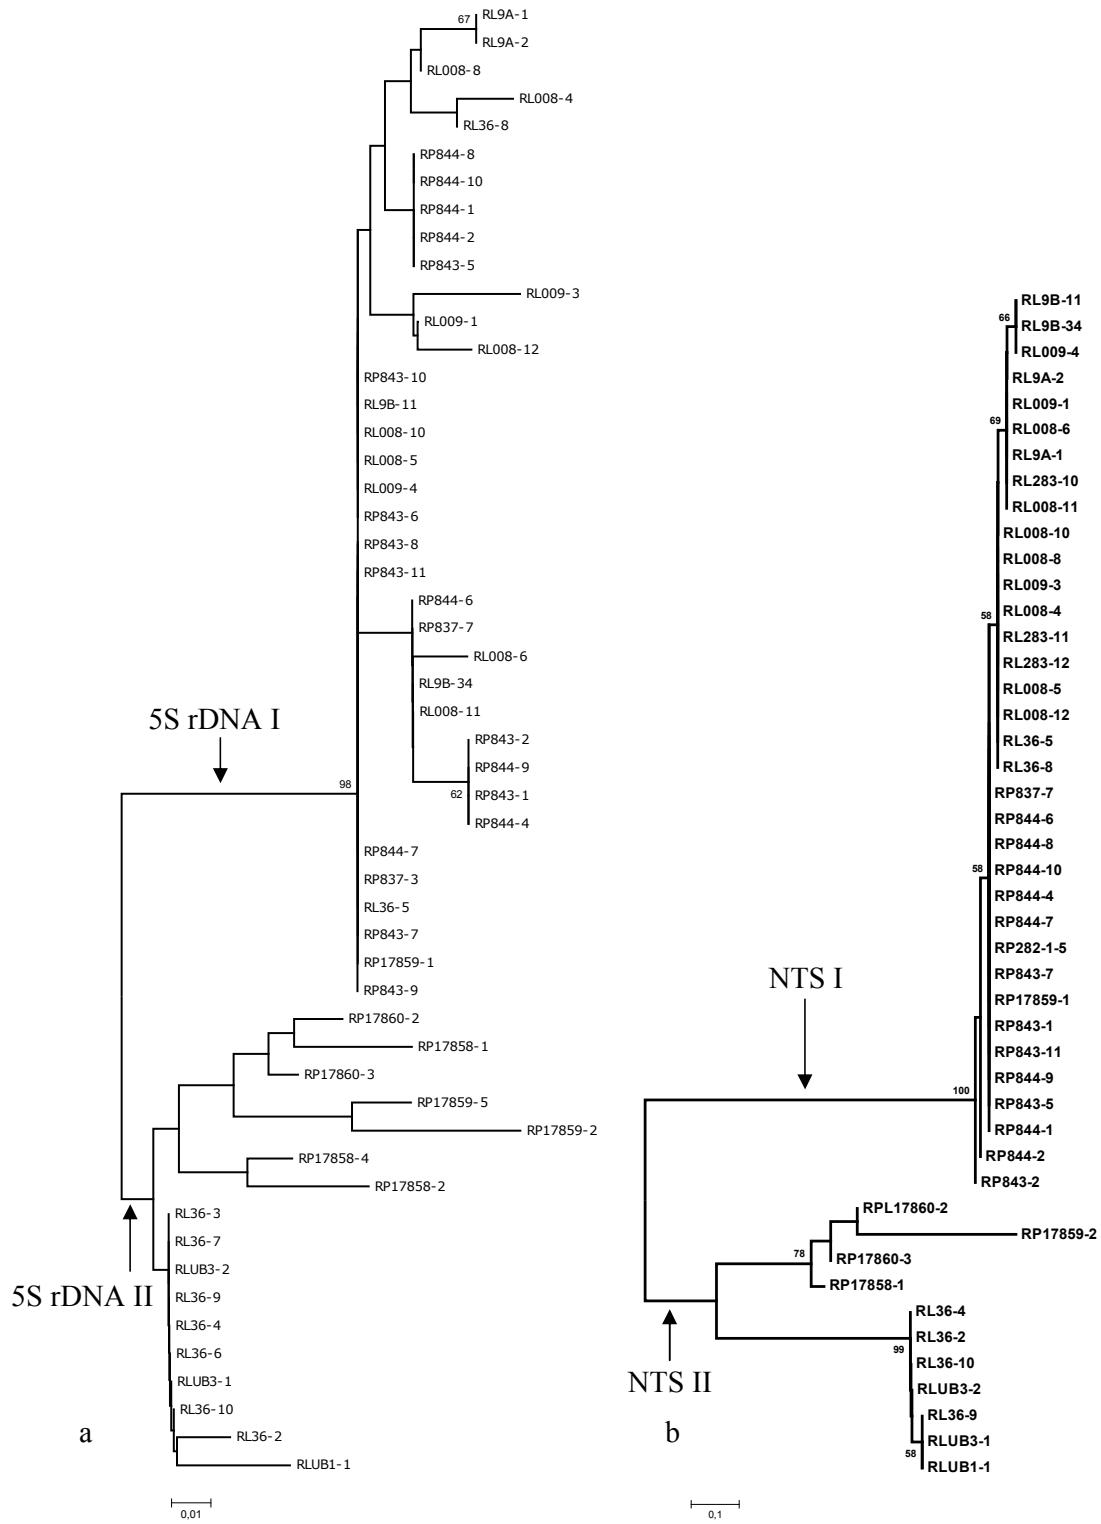 RL9A-1
67
RL9A-2
RL008-8
RL008-4
RL36-8
RP844-8
RP844-10
RP844-1
RP844-2
RP843-5
RL009-3
RL009-1
RL008-12
RP843-10
RL9B-11
RL008-10
RL008-5
RL009-4
RP843-6
RP843-8
RP843-11
RP844-6
RP837-7
RL008-6
RL9B-34
RL008-11
RP843-2
RP844-9
RP843-1
62
RP844-4
5S rDNA I
98
RP844-7
RP837-3
RL36-5
RP843-7
RP17859-1
RP843-9
RP17860-2
RP17858-1
RP17860-3
RP17859-5
RP17859-2
RP17858-4
RP17858-2
RL36-3
RL36-7
RLUB3-2
5S rDNA II
RL36-9
RL36-4
RL36-6
RLUB3-1
RL36-10
RL36-2
RLUB1-1
a
0,01
RL9B-11
66
RL9B-34
RL009-4
RL9A-2
RL009-1
69
RL008-6
RL9A-1
RL283-10
RL008-11
RL008-10
RL008-8
RL009-3
RL008-4
58
RL283-11
RL283-12
RL008-5
RL008-12
RL36-5
RL36-8
RP837-7
RP844-6
RP844-8
58
RP844-10
RP844-4
RP844-7
RP282-1-5
RP843-7
NTS I
RP17859-1
RP843-1
RP843-11
RP844-9
100
RP843-5
RP844-1
RP844-2
RP843-2
RPL17860-2
RP17859-2
78
RP17860-3
RP17858-1
RL36-4
RL36-2
99
RL36-10
NTS II
RLUB3-2
RL36-9
RLUB3-1
58
RLUB1-1
b
0,1